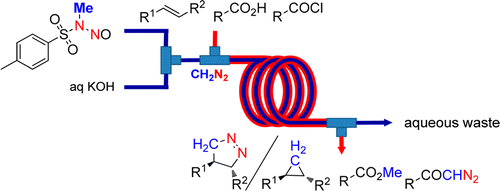 Me
N
N
O
S
O
O
aq KOH
R1
R2
R
CO2H
R
COCl
CH2N2
H2C
N
N
R1
R2
H2
C
R1
R2
aqueous waste
R
CO2Me
R
COCHN2